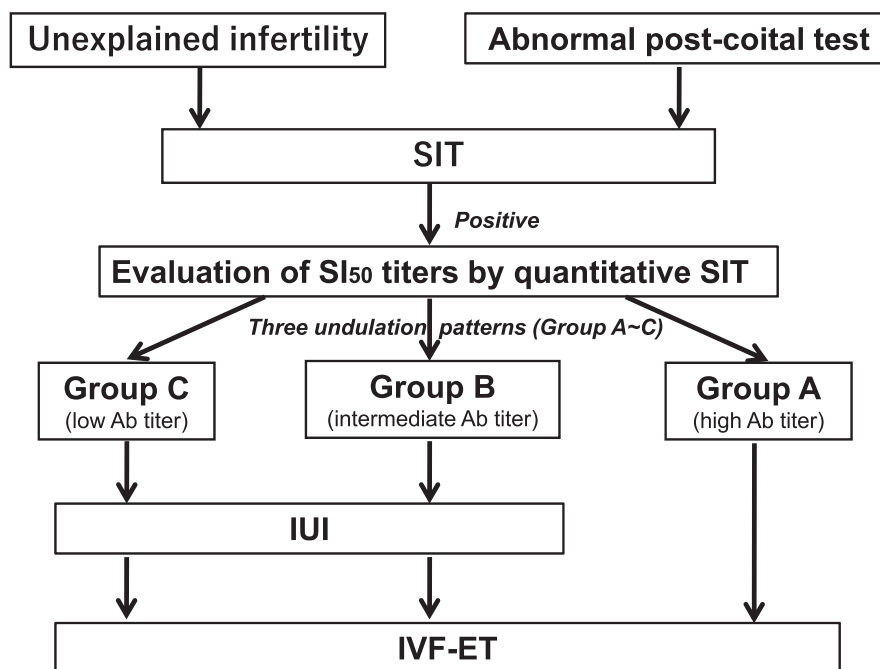 Unexplained infertility
Abnormal post-coital test
SIT
Positive
Evaluation of SI50 titers by quantitative SIT
Three undulation patterns (Group A~C)
Group C
(low Ab titer)
Group B
(intermediate Ab titer)
Group A
(high Ab titer)
IUI
IVF-ET